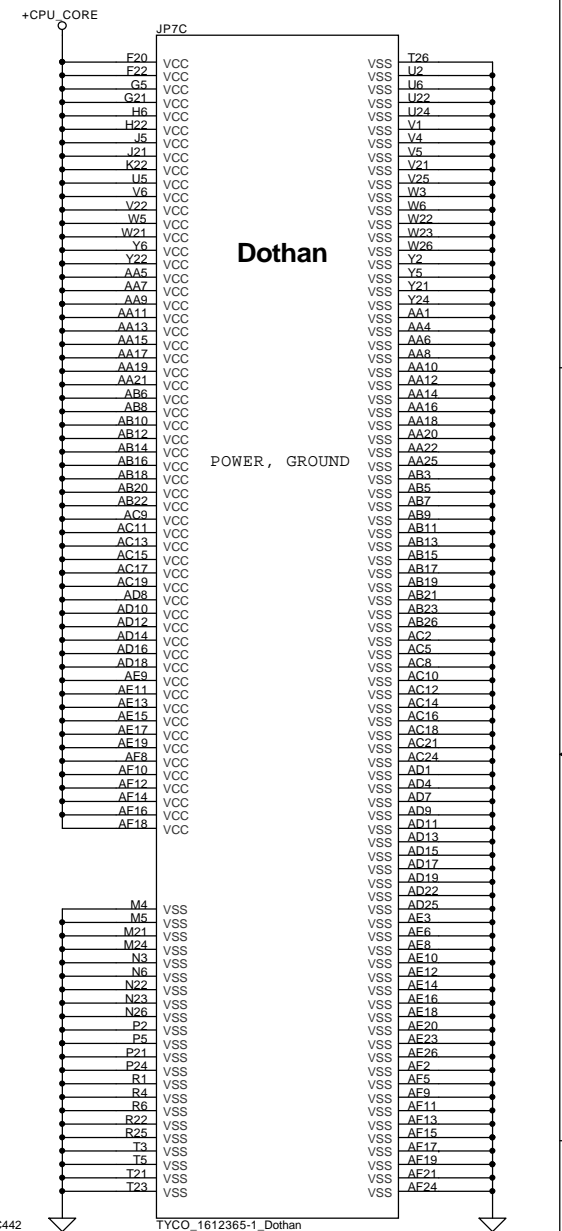 +CPU_CORE
JP7C
F20 VCC VSS T26
F22 VCC VSS U2
G5 VCC VSS U6
G21 VCC VSS U22
H6 VCC VSS U24
H22 VCC VSS V1
J5 VCC VSS V4
J21 VCC VSS V5
K22 VCC VSS V21
U5 VCC VSS V25
V6 VCC VSS W3
V22 VCC VSS W6
W5 VCC VSS W22
W21 VCC VSS W23
Y6 VCC VSS W26
Dothan
Y22 VCC VSS Y2
AA5 VCC VSS Y5
AA7 VCC VSS Y21
AA9 VCC VSS Y24
AA11 VCC VSS AA1
AA13 VCC VSS AA4
AA15 VCC VSS AA6
AA17 VCC VSS AA8
AA19 VCC VSS AA10
AA21 VCC VSS AA12
AB6 VCC VSS AA14
AB8 VCC VSS AA16
AB10 VCC VSS AA18
AB12 VCC VSS AA20
AB14 VCC VSS AA22
AB16 VCC POWER, GROUND VSS AA25
AB18 VCC VSS AB3
AB20 VCC VSS AB5
AB22 VCC VSS AB7
AC9 VCC VSS AB9
AC11 VCC VSS AB11
AC13 VCC VSS AB13
AC15 VCC VSS AB15
AC17 VCC VSS AB17
AC19 VCC VSS AB19
AD8 VCC VSS AB21
AD10 VCC VSS AB23
AD12 VCC VSS AB26
AD14 VCC VSS AC2
AD16 VCC VSS AC5
AD18 VCC VSS AC8
AE9 VCC VSS AC10
AE11 VCC VSS AC12
AE13 VCC VSS AC14
AE15 VCC VSS AC16
AE17 VCC VSS AC18
AE19 VCC VSS AC21
AF8 VCC VSS AC24
AF10 VCC VSS AD1
AF12 VCC VSS AD4
AF14 VCC VSS AD7
AF16 VCC VSS AD9
AF18 VCC VSS AD11
VSS AD13
VSS AD15
VSS AD17
VSS AD19
VSS AD22
M4 VSS VSS AD25
M5 VSS VSS AE3
M21 VSS VSS AE6
M24 VSS VSS AE8
N3 VSS VSS AE10
N6 VSS VSS AE12
N22 VSS VSS AE14
N23 VSS VSS AE16
N26 VSS VSS AE18
P2 VSS VSS AE20
P5 VSS VSS AE23
P21 VSS VSS AE26
P24 VSS VSS AF2
R1 VSS VSS AF5
R4 VSS VSS AF9
R6 VSS VSS AF11
R22 VSS VSS AF13
R25 VSS VSS AF15
T3 VSS VSS AF17
T5 VSS VSS AF19
T21 VSS VSS AF21
T23 VSS VSS AF24
TYCO_1612365-1_Dothan